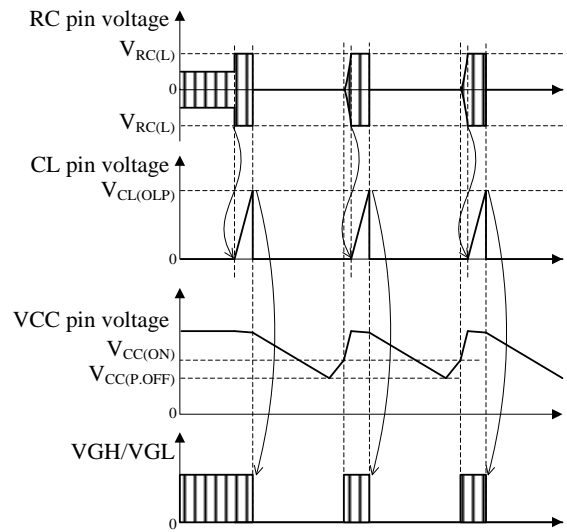 RC pin voltage
VRC(L)
0
VRC(L)
CL pin voltage
VCL(OLP)
0
VCC pin voltage
VCC(ON)
VCC(P.OFF)
0
VGH/VGL
0